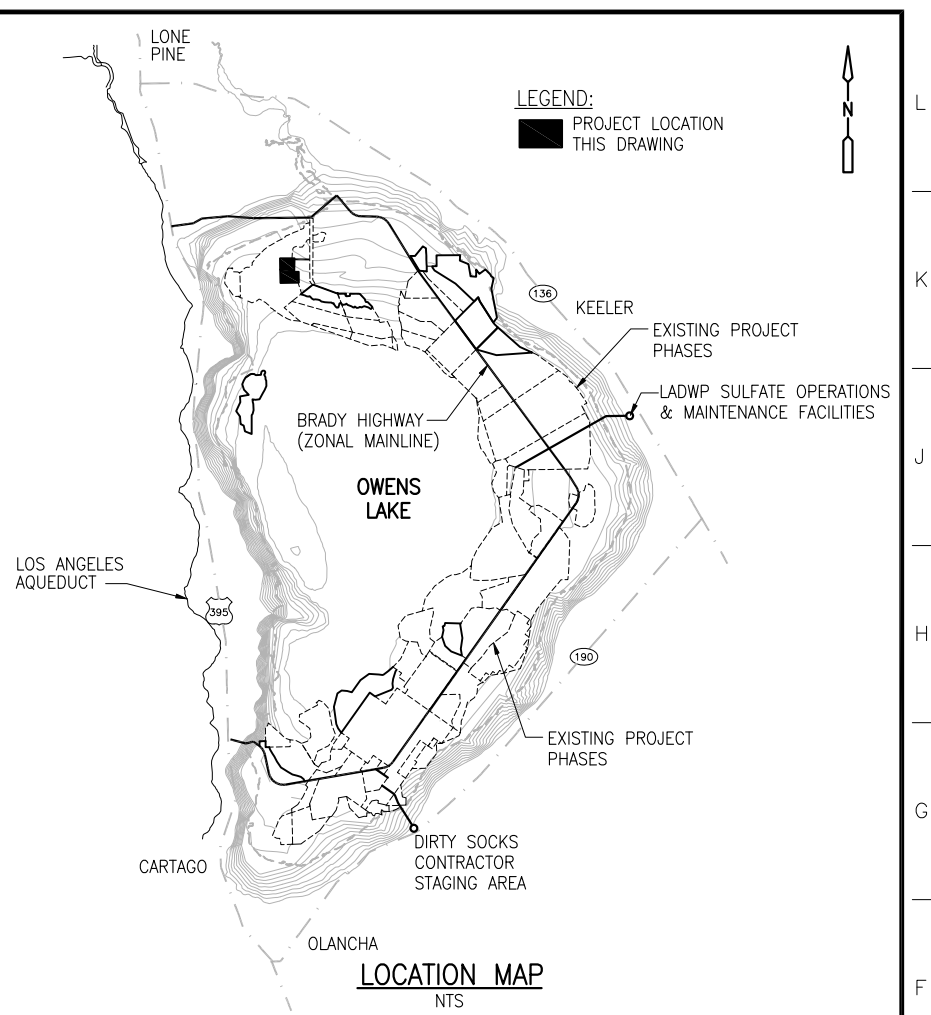 LONE
PINE
LEGEND:
PROJECT LOCATION
THIS DRAWING
N
L
K
136
KEELER
EXISTING PROJECT
PHASES
LADWP SULFATE OPERATIONS
& MAINTENANCE FACILITIES
BRADY HIGHWAY
(ZONAL MAINLINE)
J
OWENS
LAKE
LOS ANGELES
AQUEDUCT
395
H
190
EXISTING PROJECT
PHASES
G
DIRTY SOCKS
CONTRACTOR
STAGING AREA
CARTAGO
OLANCHA
LOCATION MAP
NTS
F